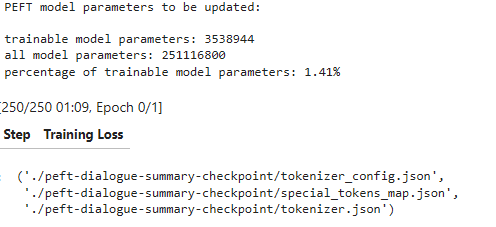 PEFT model parameters to be updated:
trainable model parameters: 3538944
all model parameters: 251116800
percentage of trainable model parameters: 1.41%
[250/250 01:09, Epoch 0/1]
Step Training Loss
('./peft-dialogue-summary-checkpoint/tokenizer_config.json',
'./peft-dialogue-summary-checkpoint/special_tokens_map.json',
'./peft-dialogue-summary-checkpoint/tokenizer.json')